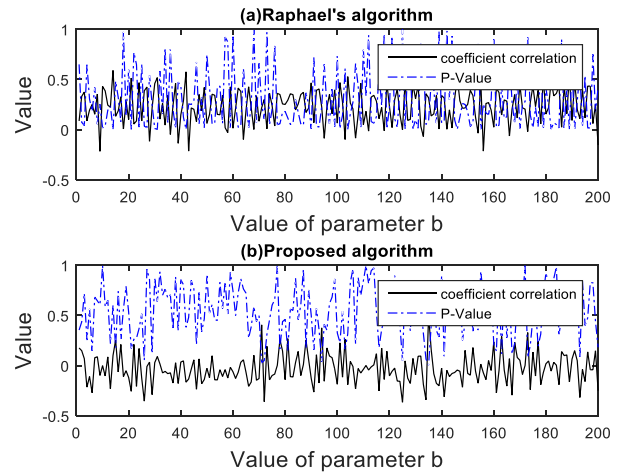 (a)Raphael's algorithm
1
0.5
0
-0.5
Value
coefficient correlation
P-Value
0 20 40 60 80 100 120 140 160 180 200
Value of parameter b
(b)Proposed algorithm
1
0.5
0
-0.5
Value
coefficient correlation
P-Value
0 20 40 60 80 100 120 140 160 180 200
Value of parameter b